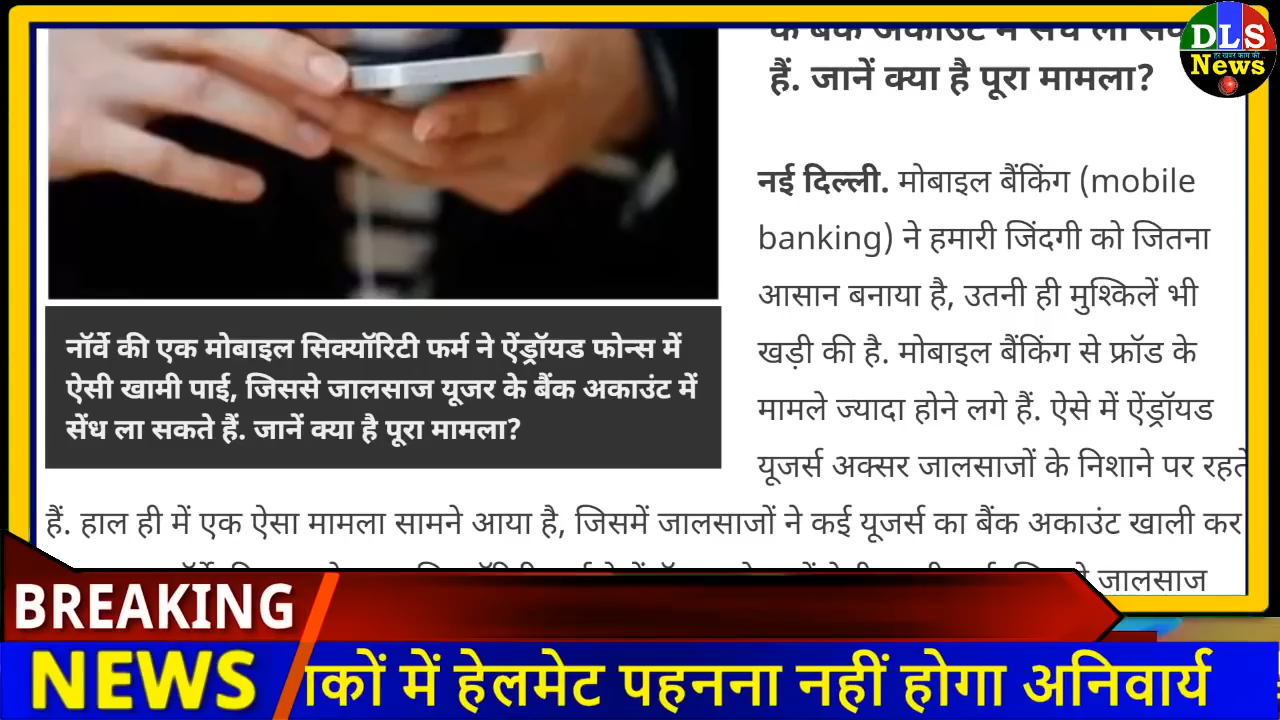 के बैंक अकाउंट में सेंध ला सक
हैं. जानें क्या है पूरा मामला?
DLS
News
नई दिल्ली. मोबाइल बैंकिंग (mobile
banking) ने हमारी जिंदगी को जितना
आसान बनाया है, उतनी ही मुश्किलें भी
खड़ी की है. मोबाइल बैंकिंग से फ्रॉड के
मामले ज्यादा होने लगे हैं. ऐसे में ऐंड्रॉयड
यूजर्स अक्सर जालसाजों के निशाने पर रहते
नॉर्वे की एक मोबाइल सिक्यॉरिटी फर्म ने ऐंड्रॉयड फोन्स में
ऐसी खामी पाई, जिससे जालसाज यूजर के बैंक अकाउंट में
सेंध ला सकते हैं. जानें क्या है पूरा मामला?
हैं. हाल ही में एक ऐसा मामला सामने आया है, जिसमें जालसाजों ने कई यूजर्स का बैंक अकाउंट खाली कर
जालसाज
BREAKING
NEWS
ाकों में हेलमेट पहनना नहीं होगा अनिवार्य